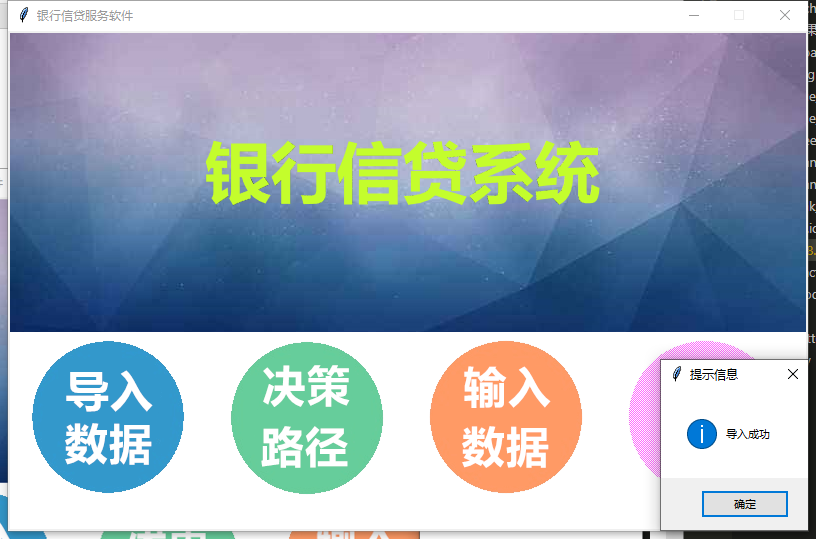 银行信贷服务软件
银行信贷系统
导入
数据
决策
路径
输入
数据
提示信息
导入成功
确定